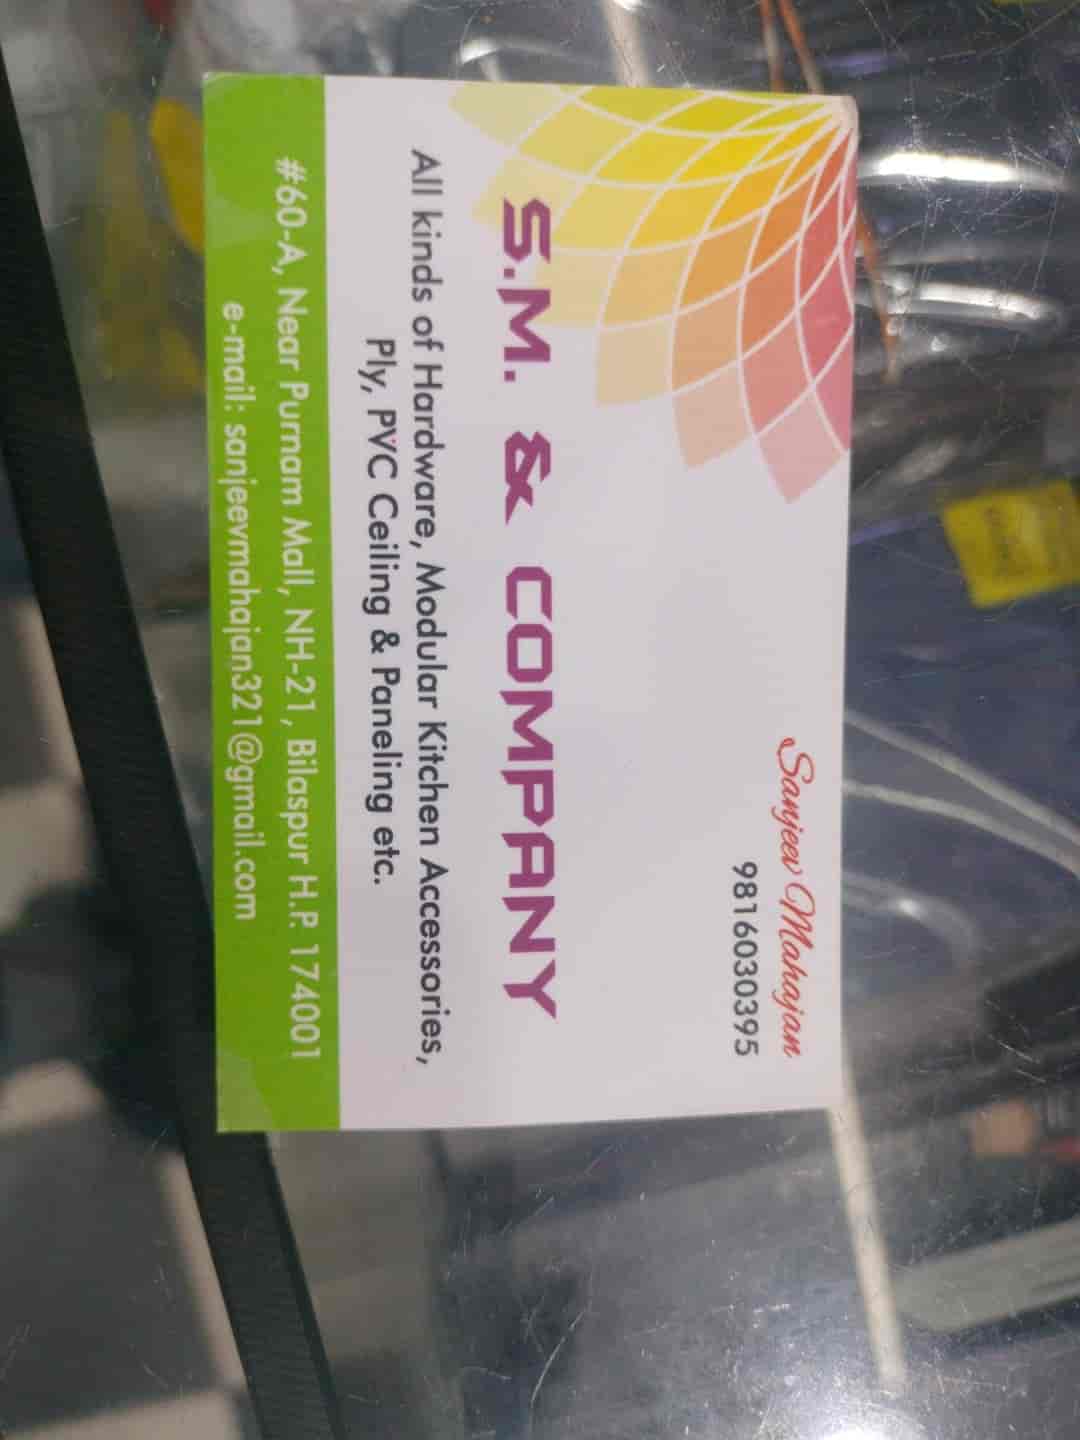 Sanjeev Mahajan
9816030395
S.M. & COMPANY
All kinds of Hardware, Modular Kitchen Accessories,
Ply, PVC Ceiling & Paneling etc.
#60-A, Near Purnam Mall, NH-21, Bilaspur H.P. 174001
e-mail: sanjeevmahajan321@gmail.com